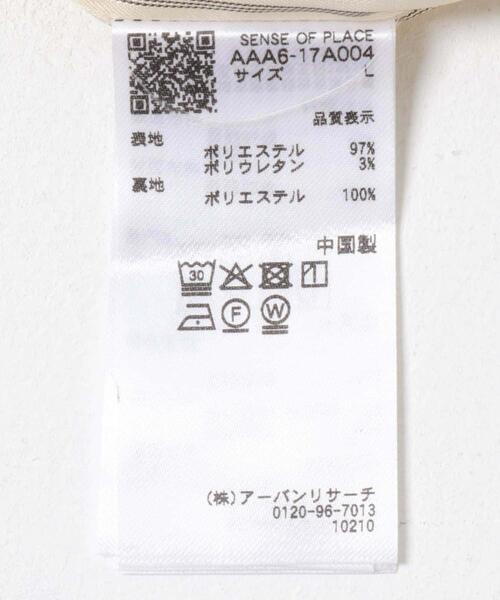 SENSE OF PLACE
AAA6-17A004
サイズ L
品質表示
表地
ポリエステル 97%
ポリウレタン 3%
裏地
ポリエステル 100%
中国製
30
F W
(株)アーバンリサーチ
0120-96-7013
10210